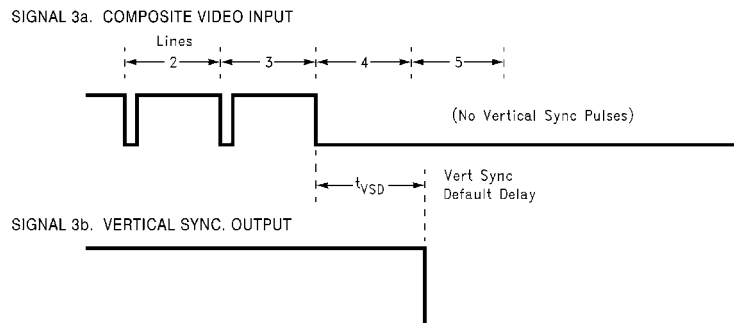 SIGNAL 3a. COMPOSITE VIDEO INPUT
Lines
2 3 4 5
(No Vertical Sync Pulses)
tVSD
Vert Sync
Default Delay
SIGNAL 3b. VERTICAL SYNC. OUTPUT